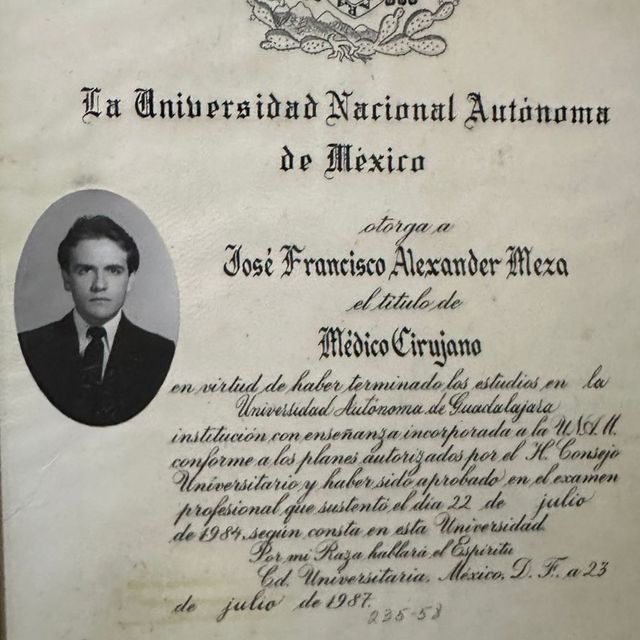 La Universidad Nacional Autónoma
de México
otorga a
José Francisco Alexander Meza
el título de
Médico Cirujano
en virtud de haber terminado los estudios en la
Universidad Autónoma de Guadalajara
institución con enseñanza incorporada a la U.N.A.M.
conforme a los planes autorizados por el H. Consejo
Universitario y haber sido aprobado en el examen
profesional que sustentó el día 22 de julio
de 1984, según consta en esta Universidad.
Por mi Raza hablará el Espíritu
Cd. Universitaria, México, D. F. a 23
de julio de 1987.
235-58